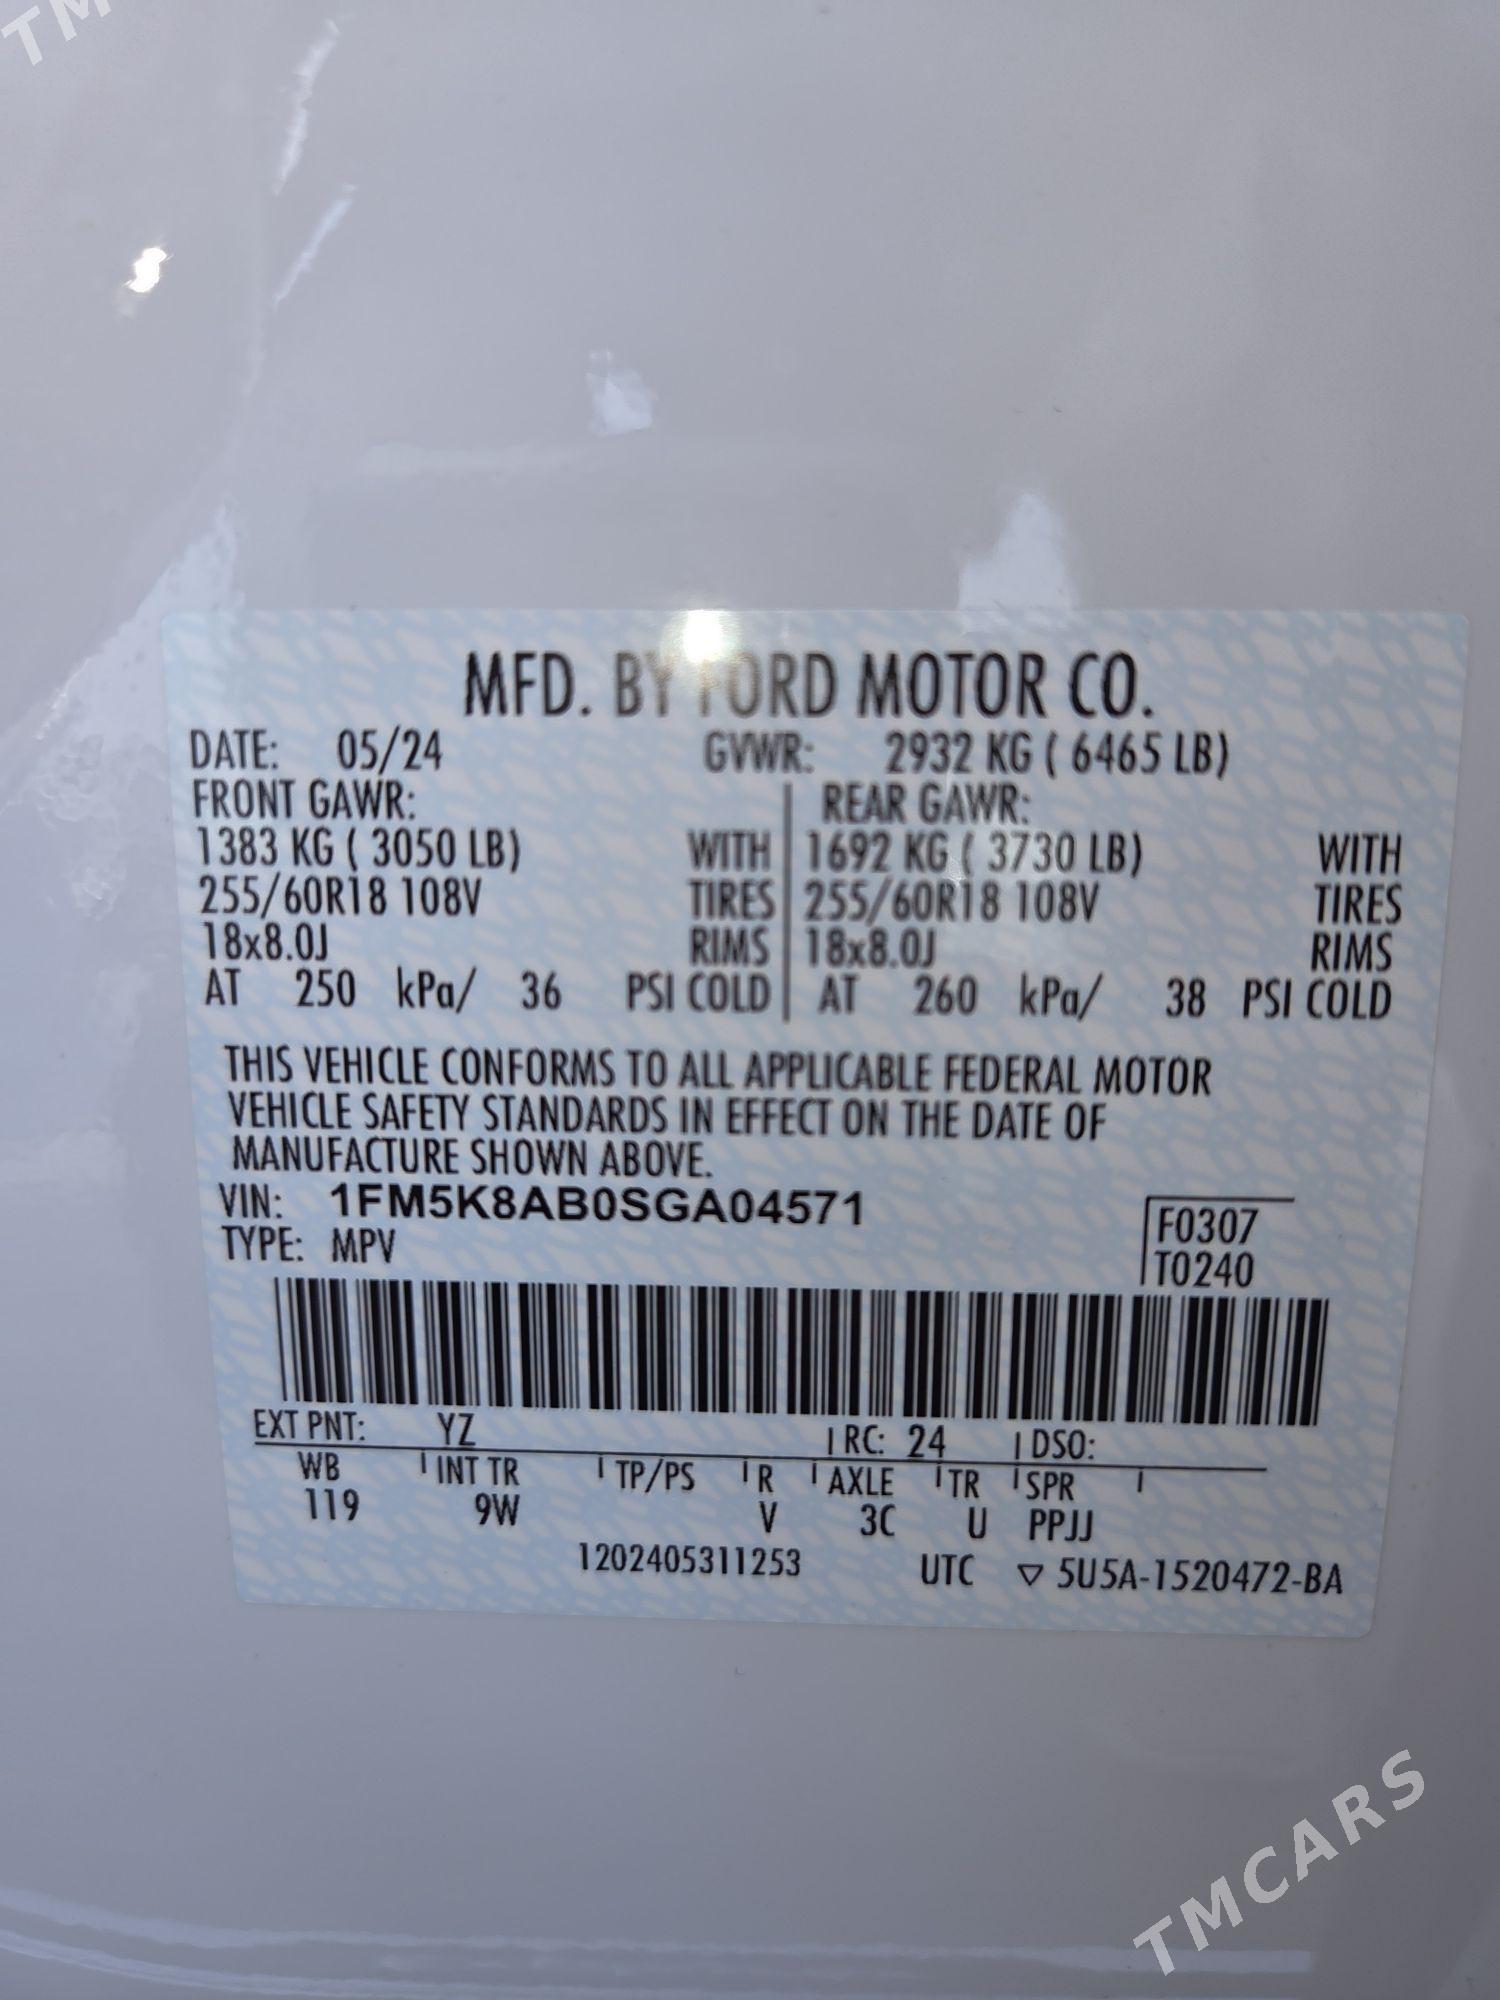 TM
MFD. BY FORD MOTOR CO.
DATE: 05/24 GVWR: 2932 KG ( 6465 LB)
FRONT GAWR: REAR GAWR:
1383 KG ( 3050 LB) WITH 1692 KG ( 3730 LB) WITH
255/60R18 108V TIRES 255/60R18 108V TIRES
18x8.0J RIMS 18x8.0J RIMS
AT 250 kPa/ 36 PSI COLD AT 260 kPa/ 38 PSI COLD
THIS VEHICLE CONFORMS TO ALL APPLICABLE FEDERAL MOTOR
VEHICLE SAFETY STANDARDS IN EFFECT ON THE DATE OF
MANUFACTURE SHOWN ABOVE.
VIN: 1FM5K8AB0SGA04571
F0307
TYPE: MPV
T0240
EXT PNT: YZ RC: 24 DSO:
WB INT TR TP/PS R AXLE TR SPR
119 9W V 3C U PPJJ
1202405311253 UTC ▽ 5U5A-1520472-BA
TMCARS